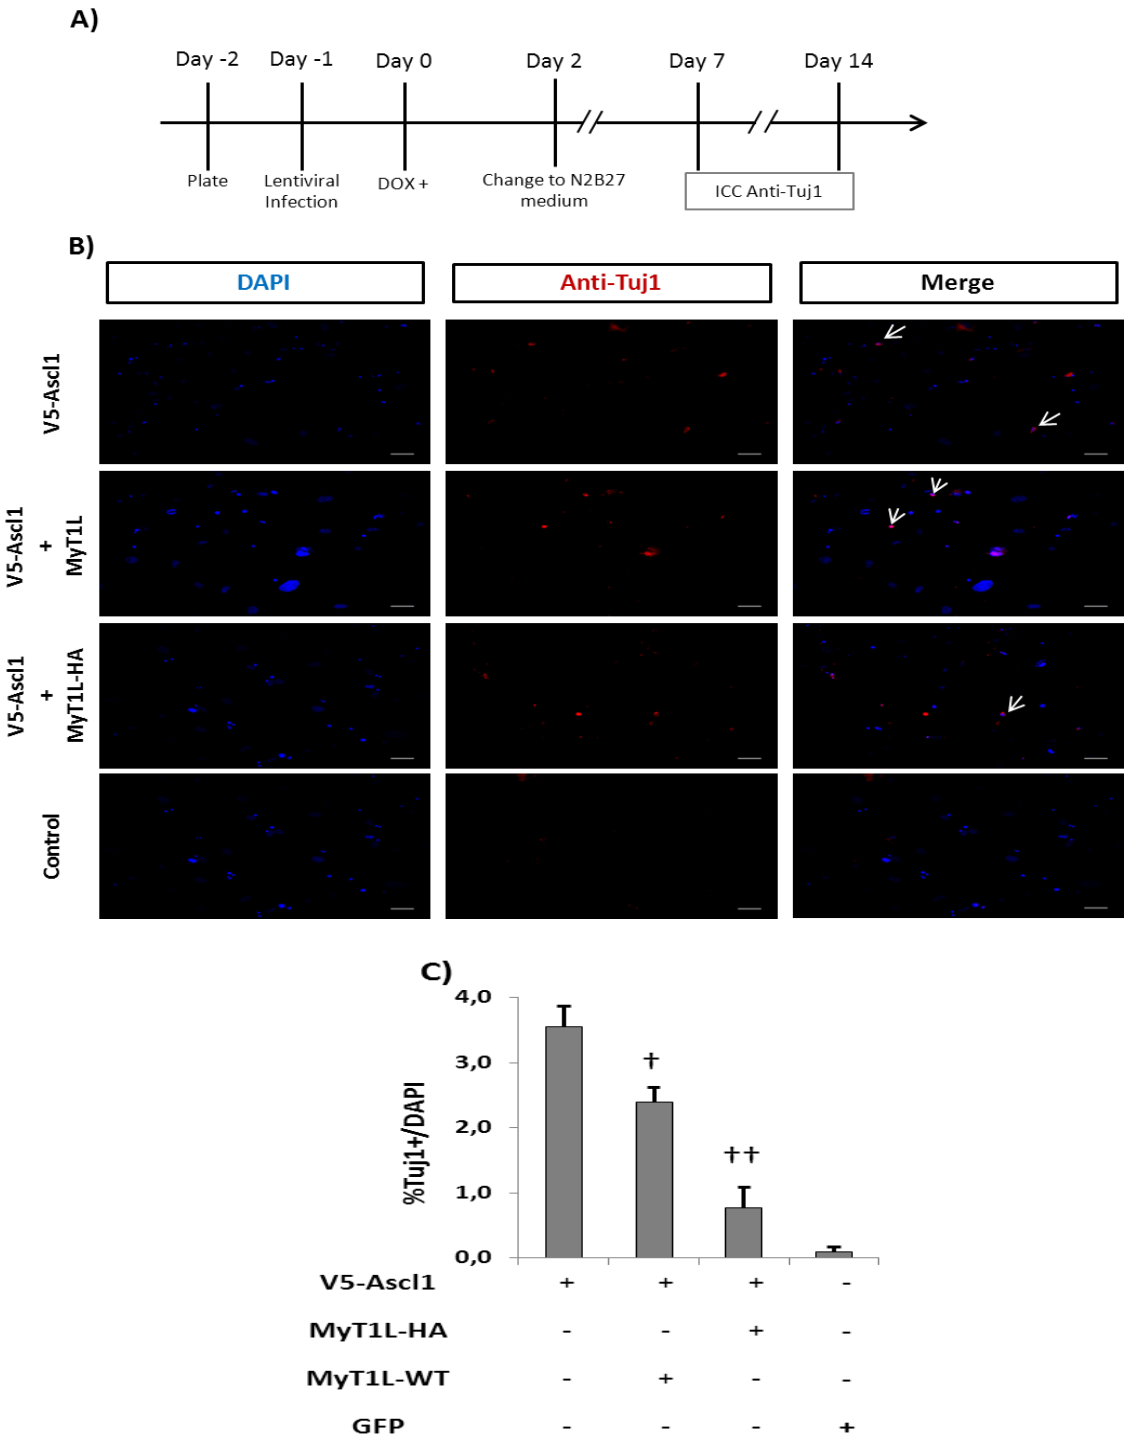 A)
Day -2 Day -1 Day 0 Day 2 Day 7 Day 14
Plate
Lentiviral
Infection
DOX +
Change to N2B27
medium
ICC Anti-Tuj1
B)
DAPI Anti-Tuj1 Merge
V5-Ascl1
V5-Ascl1
+
MyT1L
V5-Ascl1
+
MyT1L-HA
Control
C)
%Tuj1+/DAPI
4,0
3,0
2,0
1,0
0,0
†
††
V5-Ascl1 + + + -
MyT1L-HA - - + -
MyT1L-WT - + - -
GFP - - - +